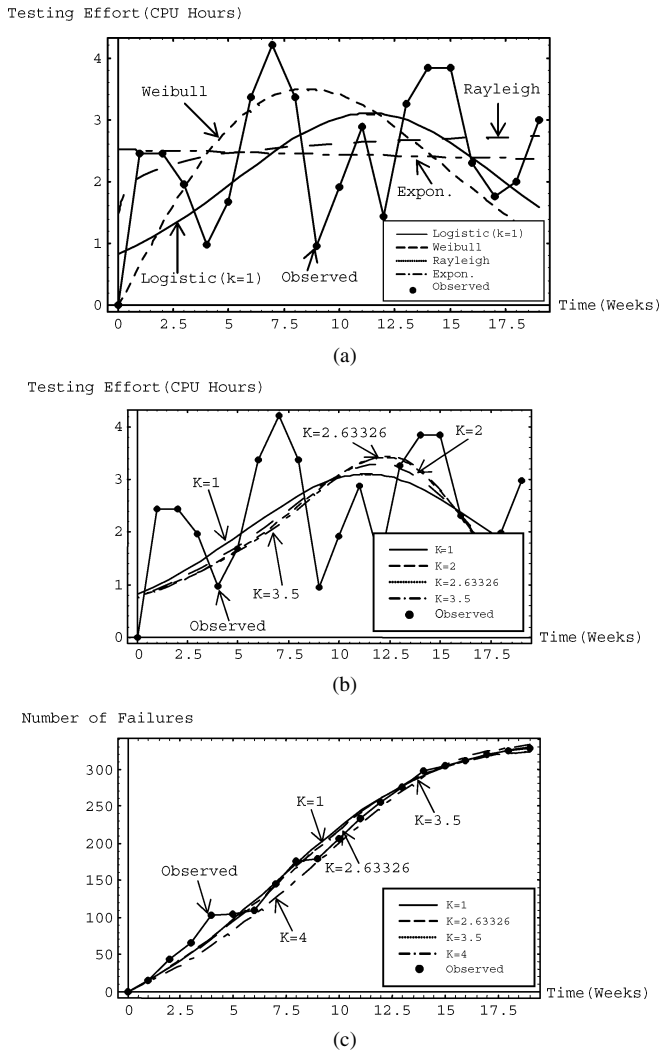 Testing Effort(CPU Hours)
4
3
2
1
0
Weibull
Rayleigh
Expon.
Logistic(k=1)
Observed
Logistic(k=1)
Weibull
Rayleigh
Expon.
Observed
0 2.5 5 7.5 10 12.5 15 17.5
Time(Weeks)
(a)
Testing Effort(CPU Hours)
4
3
2
1
0
K=2.63326
K=2
K=1
K=3.5
Observed
K=1
K=2
K=2.63326
K=3.5
Observed
0 2.5 5 7.5 10 12.5 15 17.5
Time(Weeks)
(b)
Number of Failures
300
250
200
150
100
50
0
K=1
K=3.5
K=2.63326
Observed
K=4
K=1
K=2.63326
K=3.5
K=4
Observed
0 2.5 5 7.5 10 12.5 15 17.5
Time(Weeks)
(c)